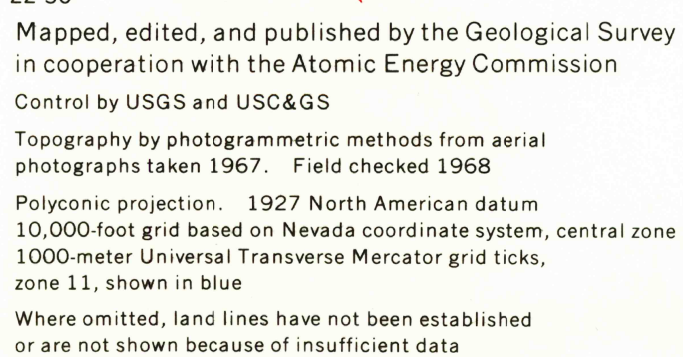 Mapped, edited, and published by the Geological Survey
in cooperation with the Atomic Energy Commission
Control by USGS and USC&GS
Topography by photogrammetric methods from aerial
photographs taken 1967. Field checked 1968
Polyconic projection. 1927 North American datum
10,000-foot grid based on Nevada coordinate system, central zone
1000-meter Universal Transverse Mercator grid ticks,
zone 11, shown in blue
Where omitted, land lines have not been established
or are not shown because of insufficient data